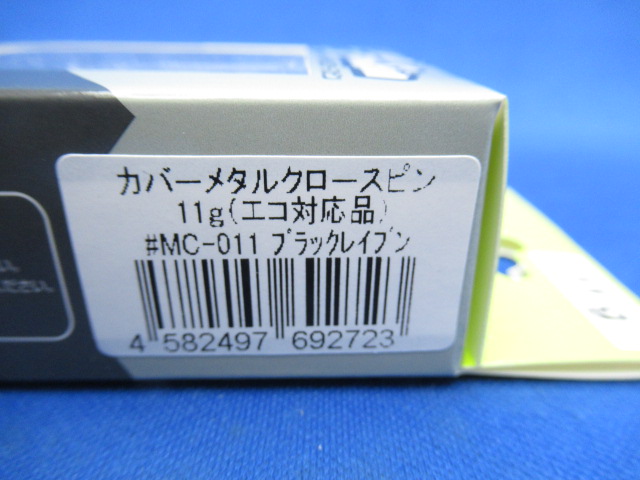 カバーメタルクロースピン
11g(エコ対応品)
#MC-011 ブラックレイブン
4 582497 692723